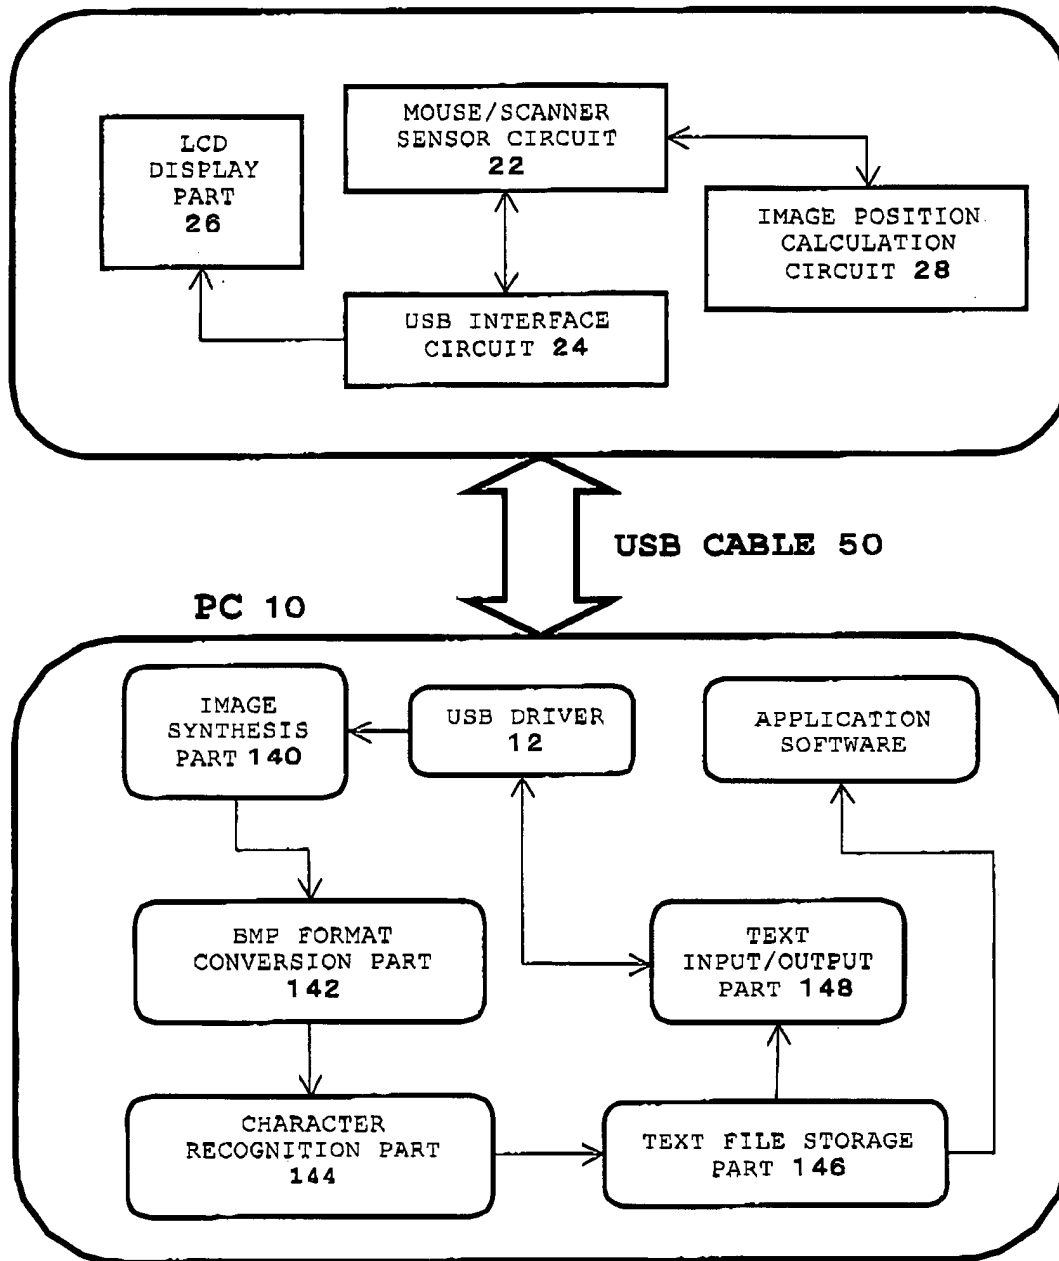 MOUSE/SCANNER
SENSOR CIRCUIT
22
LCD
DISPLAY
PART
26
IMAGE POSITION
CALCULATION
CIRCUIT 28
USB INTERFACE
CIRCUIT 24
USB CABLE 50
PC 10
IMAGE
SYNTHESIS
PART 140
USB DRIVER
12
APPLICATION
SOFTWARE
BMP FORMAT
CONVERSION PART
142
TEXT
INPUT/OUTPUT
PART 148
CHARACTER
RECOGNITION PART
144
TEXT FILE STORAGE
PART 146